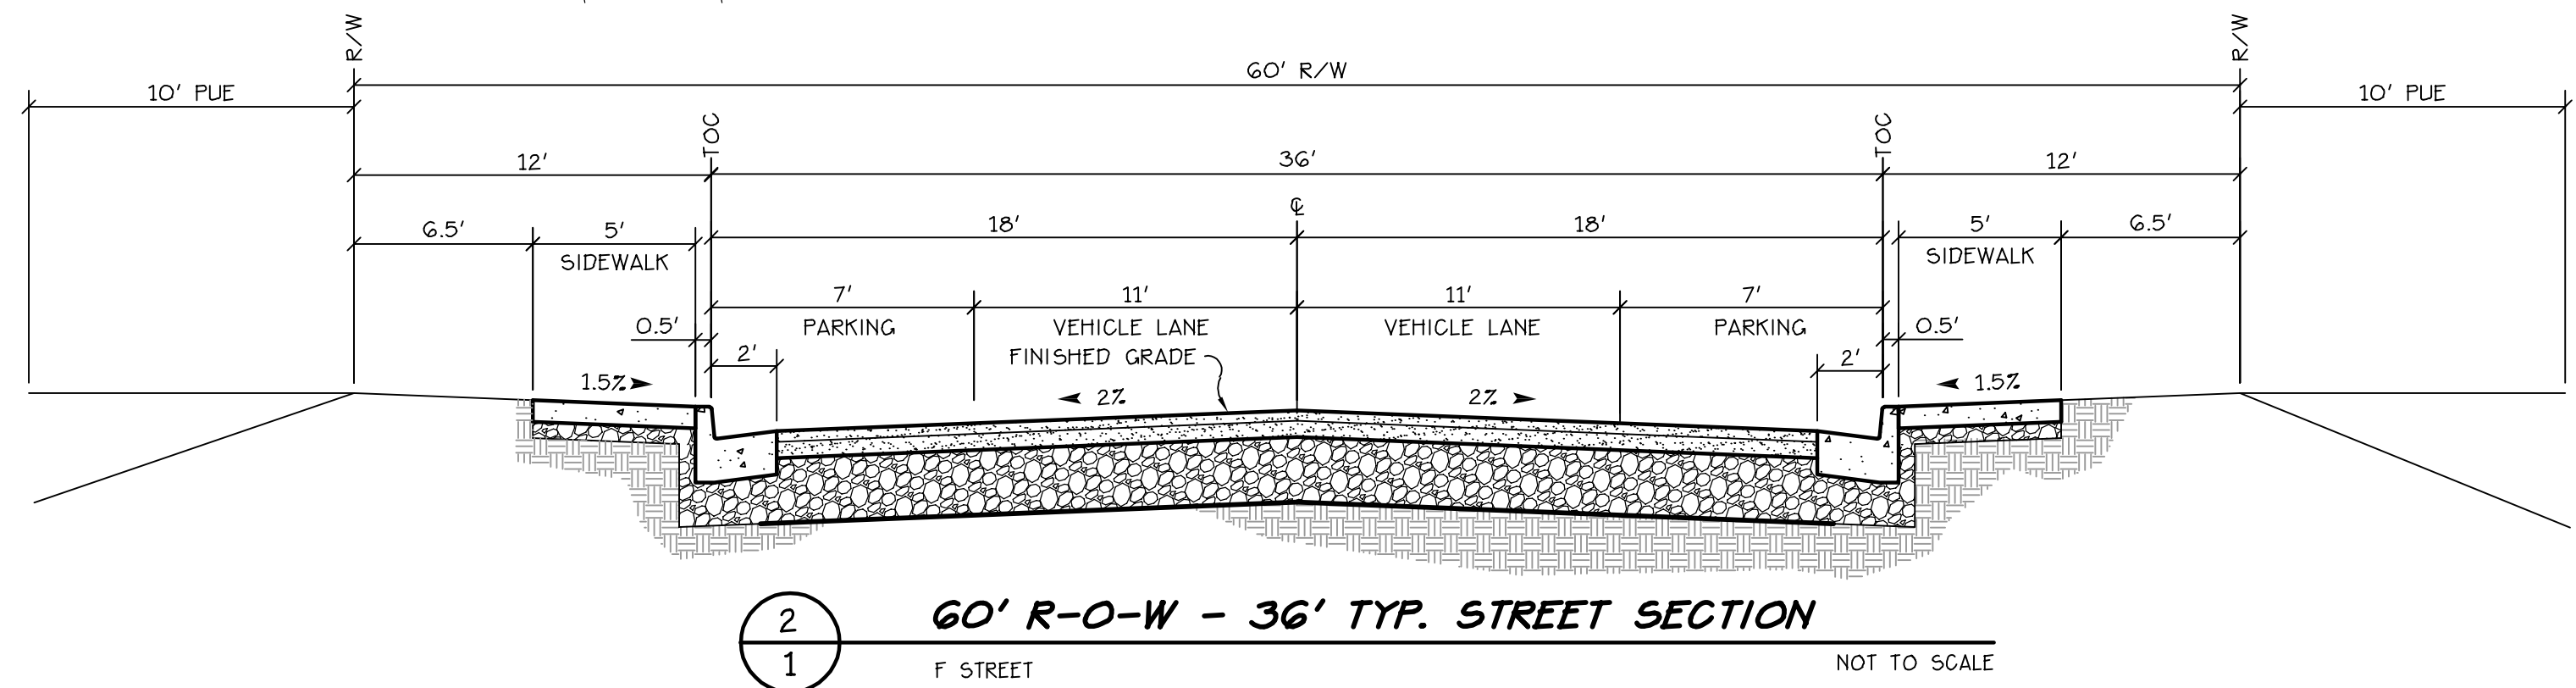 R/W
R/W
60' R/W
10' PUE
10' PUE
TOC
TOC
12'
36'
12'
℄
6.5'
5'
18'
18'
5'
6.5'
SIDEWALK
SIDEWALK
7'
11'
11'
7'
0.5'
PARKING
VEHICLE LANE
VEHICLE LANE
PARKING
0.5'
2'
FINISHED GRADE
2'
1.5%
2%
2%
1.5%
2
1
60' R-O-W - 36' TYP. STREET SECTION
F STREET
NOT TO SCALE